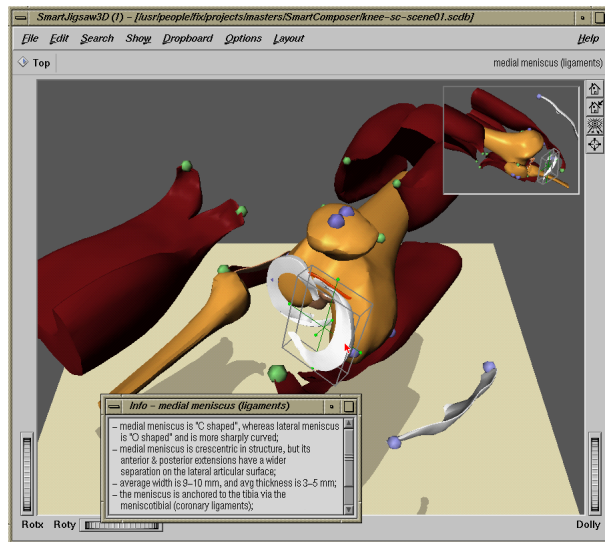 SmartJigsaw3D (1) – [/usr/people/fix/projects/masters/SmartComposer/knee-sc-scene01.scdb]
File Edit Search Show Dropboard Options Layout Help
Top medial meniscus (ligaments)
Info – medial meniscus (ligaments)
– medial meniscus is "C shaped", whereas lateral meniscus
is "O shaped" and is more sharply curved;
– medial meniscus is crescentric in structure, but its
anterior & posterior extensions have a wider
separation on the lateral articular surface;
– average width is 9–10 mm, and avg thickness is 3–5 mm;
– the meniscus is anchored to the tibia via the
meniscotibial (coronary ligaments);
Rotx Roty Dolly